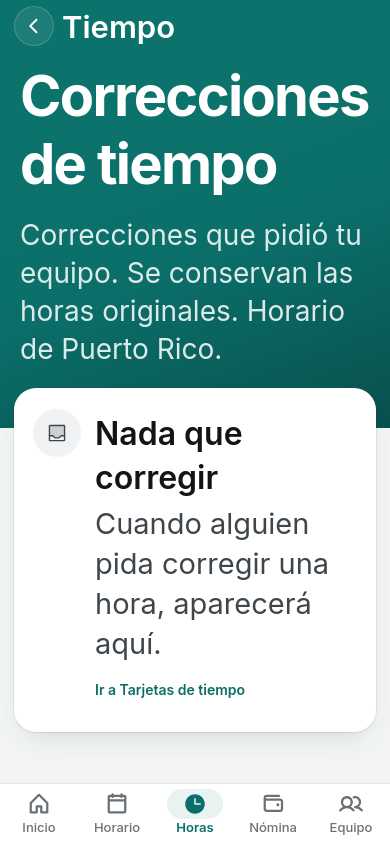 Tiempo
Correcciones
de tiempo
Correcciones que pidió tu
equipo. Se conservan las
horas originales. Horario
de Puerto Rico.
Nada que
corregir
Cuando alguien
pida corregir una
hora, aparecerá
aquí.
Ir a Tarjetas de tiempo
Inicio
Horario
Horas
Nómina
Equipo